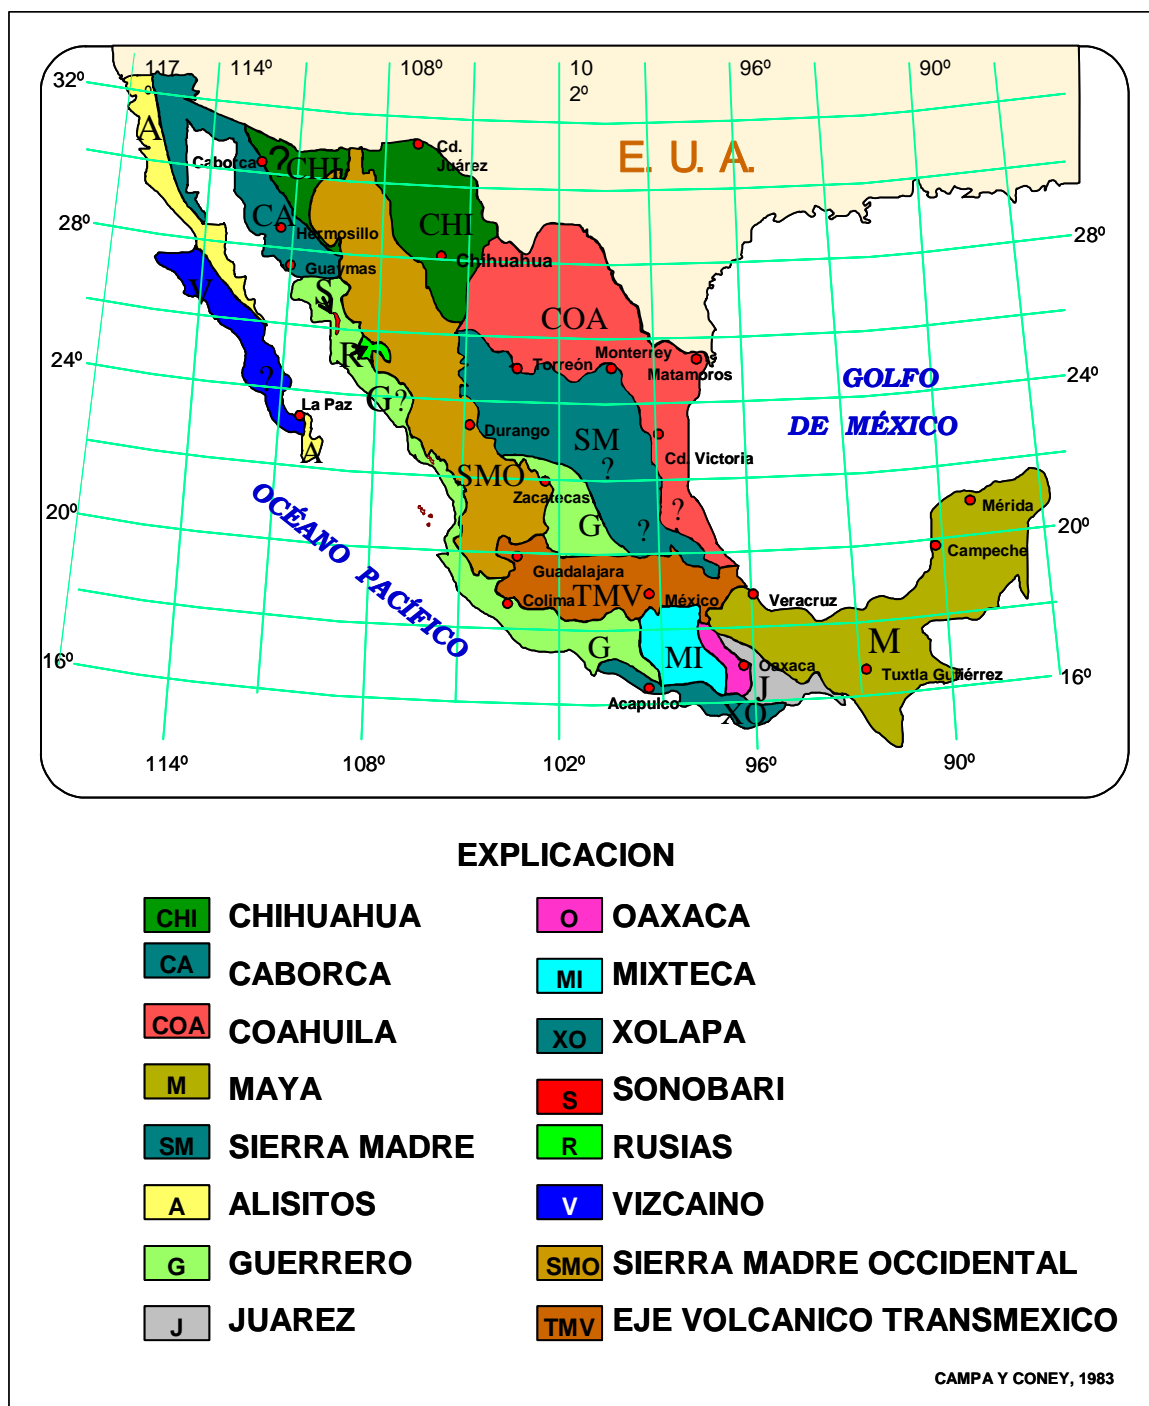 117
°
114º
108º
10
2º
96º
90º
32º
A
Caborca
?
CHI
Cd.
Juárez
E. U. A.
28º
CA
Hermosillo
CHI
28º
Guaymas
Chihuahua
V
S
COA
24º
R
Torreón
Monterrey
Matamoros
24º
GOLFO
DE MÉXICO
?
La Paz
G?
Durango
SM
?
Cd. Victoria
A
SMO
Zacatecas
OCÉANO PACÍFICO
20º
G
?
?
Mérida
20º
Campeche
Guadalajara
Colima
TMV
México
Veracruz
16º
G
MI
Oaxaca
J
M
Tuxtla Gutiérrez
16º
Acapulco
XO
114º
108º
102º
96º
90º
EXPLICACION
CHI CHIHUAHUA
CA CABORCA
COA COAHUILA
M MAYA
SM SIERRA MADRE
A ALISITOS
G GUERRERO
J JUAREZ
O OAXACA
MI MIXTECA
XO XOLAPA
S SONOBARI
R RUSIAS
V VIZCAINO
SMO SIERRA MADRE OCCIDENTAL
TMV EJE VOLCANICO TRANSMEXICO
CAMPA Y CONEY, 1983